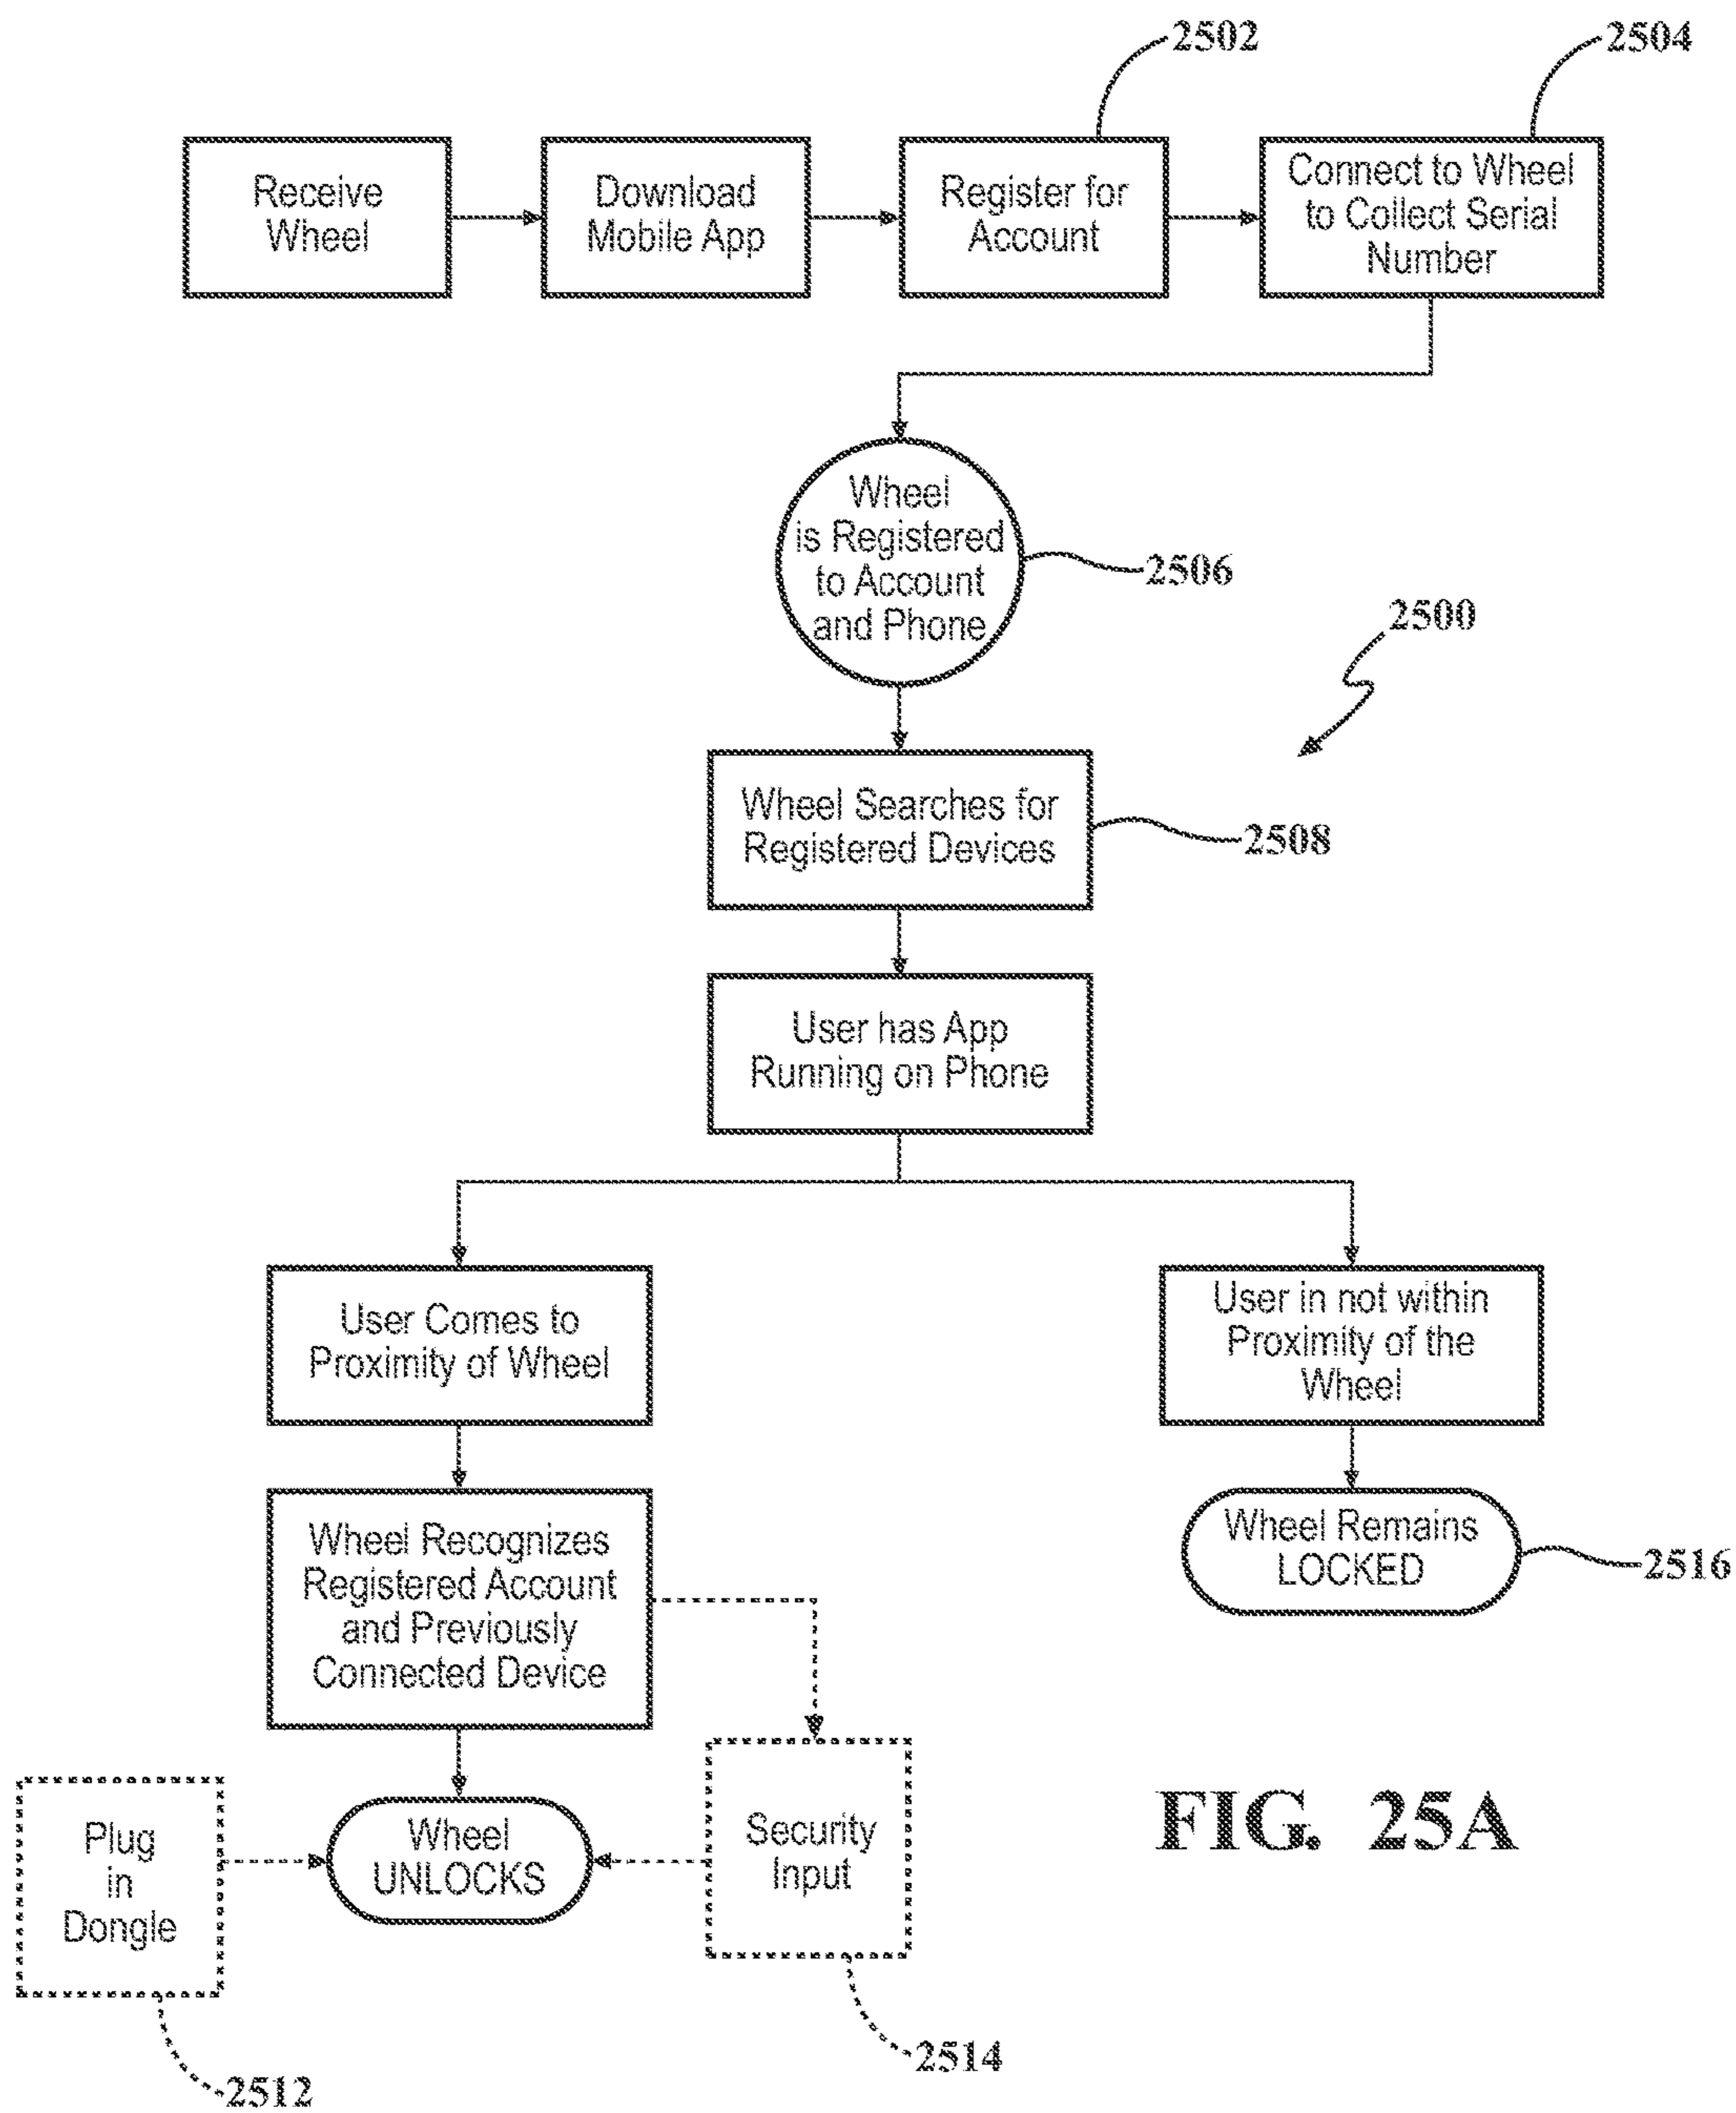 2502
2504
Receive
Wheel
Download
Mobile App
Register for
Account
Connect to Wheel
to Collect Serial
Number
Wheel
is Registered
to Account
and Phone
2506
2500
Wheel Searches for
Registered Devices
2508
User has App
Running on Phone
User Comes to
Proximity of Wheel
User in not within
Proximity of the
Wheel
Wheel Recognizes
Registered Account
and Previously
Connected Device
Wheel Remains
LOCKED
2516
Plug
in
Dongle
Wheel
UNLOCKS
Security
Input
FIG. 25A
2512
2514